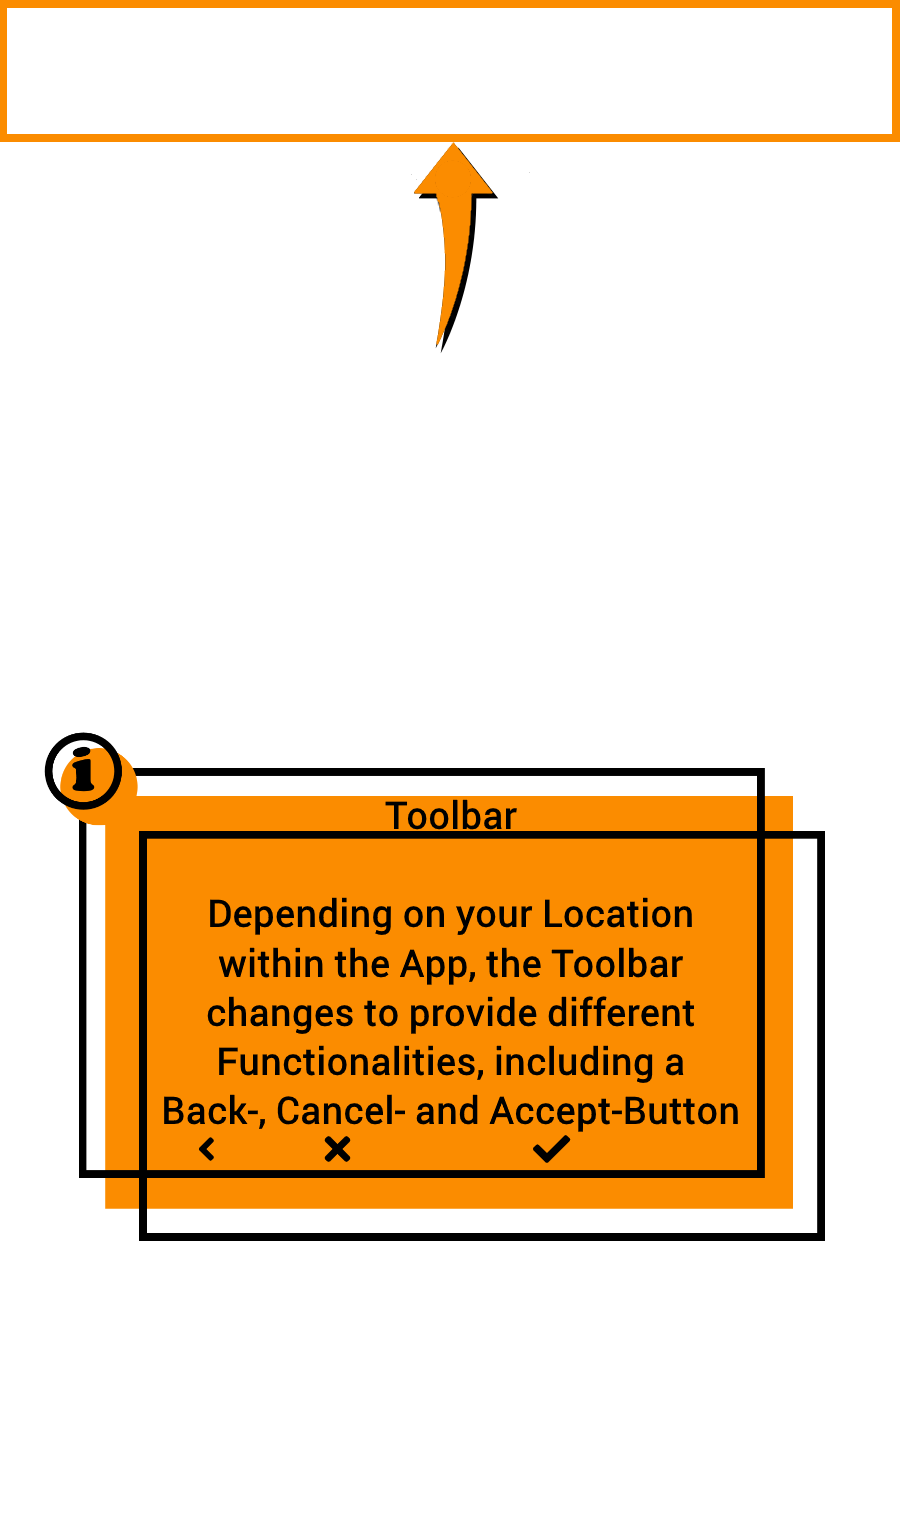 i
Toolbar
Depending on your Location
within the App, the Toolbar
changes to provide different
Functionalities, including a
Back-, Cancel- and Accept-Button